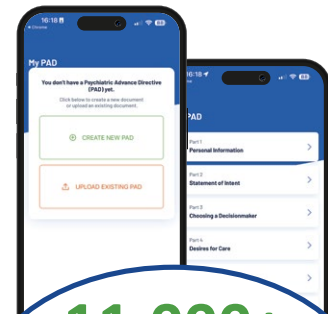 16:18
Chrome
My PAD
You don't have a Psychiatric Advance Directive
(PAD) yet.
Click below to create a new document
or upload an existing document.
CREATE NEW PAD
UPLOAD EXISTING PAD
16:18
PAD
Part 1
Personal Information
Part 2
Statement of Intent
Part 3
Choosing a Decisionmaker
Part 4
Desires for Care